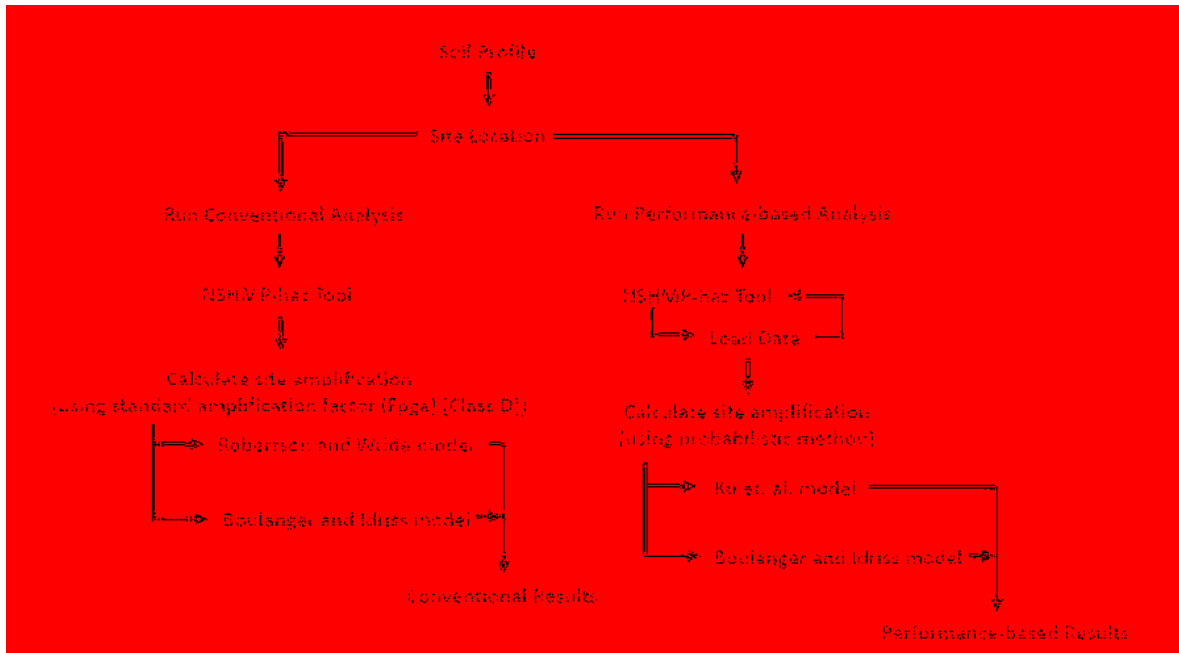 Soil Profile
Site Location
Run Conventional Analysis
Run Performance-based Analysis
NSHMP-haz Tool
NSHMP-haz Tool
Load Data
Calculate site amplification
(using standard amplification factor (Fpga) [Class D])
Calculate site amplification
(using probabilistic method)
Robertson and Wride model
Ku et. al. model
Boulanger and Idriss model
Boulanger and Idriss model
Conventional Results
Performance-based Results